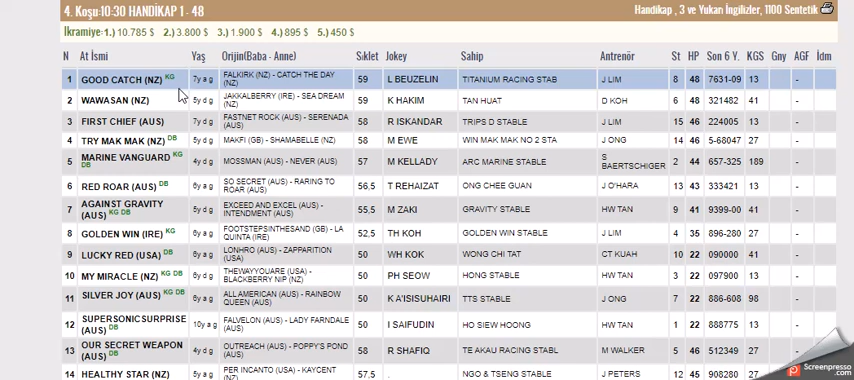 4. Koşu:10:30 HANDİKAP 1 - 48
Handikap , 3 ve Yukarı İngilizler, 1100 Sentetik
İkramiye:1.) 10.785 $ 2.) 3.800 $ 3.) 1.900 $ 4.) 895 $ 5.) 450 $
N At İsmi Yaş Orijin(Baba - Anne) Sıklet Jokey Sahip Antrenör St HP Son 6 Y. KGS Gny AGF İdm
1 GOOD CATCH (NZ) KG 7y a g FALKIRK (NZ) - CATCH THE DAY (NZ) 59 L BEUZELIN TITANIUM RACING STAB J LIM 8 48 7631-09 13 -
2 WAWASAN (NZ) 5y d g JAKKALBERRY (IRE) - SEA DREAM (NZ) 59 K HAKIM TAN HUAT D KOH 6 48 321482 41 -
3 FIRST CHIEF (AUS) 7y a g FASTNET ROCK (AUS) - SERENADA (AUS) 58 R ISKANDAR TRIPS D STABLE J LIM 15 46 224005 13 -
4 TRY MAK MAK (NZ) DB 5y d g MAKFI (GB) - SHAMABELLE (NZ) 58 M EWE WIN MAK MAK NO 2 STA J ONG 14 46 5-68047 27 -
5 MARINE VANGUARD KG DB 4y d g MOSSMAN (AUS) - NEVER (AUS) 57 M KELLADY ARC MARINE STABLE S BAERTSCHIGER 2 44 657-325 189 -
6 RED ROAR (AUS) DB 6y a g SO SECRET (AUS) - RARING TO ROAR (AUS) 56,5 T REHAIZAT ONG CHEE GUAN J O'HARA 13 43 333421 13 -
7 AGAINST GRAVITY (AUS) KG DB 5y d g EXCEED AND EXCEL (AUS) - INTENDMENT (AUS) 55,5 M ZAKI GRAVITY STABLE HW TAN 9 41 9399-00 41 -
8 GOLDEN WIN (IRE) KG 6y a g FOOTSTEPSINTHESAND (GB) - LA QUINTA (IRE) 52,5 TH KOH GOLDEN WIN STABLE J LIM 4 35 896-280 27 -
9 LUCKY RED (USA) DB 6y d g LONHRO (AUS) - ZAPPARITION (USA) 50 WH KOK WONG CHI TAT CT KUAH 10 22 090000 41 -
10 MY MIRACLE (NZ) KG DB 6y d g THEWAYYOUARE (USA) - BLACKBERRY NIP (NZ) 50 PH SEOW HONG STABLE HW TAN 3 22 097900 13 -
11 SILVER JOY (AUS) KG DB 6y a g ALL AMERICAN (AUS) - RAINBOW QUEEN (AUS) 50 K A'ISISUHAIRI TTS STABLE J ONG 7 22 886-608 98 -
12 SUPERSONICSURPRISE (AUS) DB 10y a g FALVELON (AUS) - LADY FARNDALE (AUS) 50 I SAIFUDIN HO SIEW HOONG HW TAN 1 22 888775 13 -
13 OUR SECRET WEAPON (AUS) DB 4y d g OUTREACH (AUS) - POPPY'S POND (AUS) 58 R SHAFIQ TE AKAU RACING STABL M WALKER 5 46 512349 27 -
14 HEALTHY STAR (NZ) 5y d g PER INCANTO (USA) - KAYCENT (NZ) 57,5 . NGO & TSENG STABLE J PETERS 12 45 908280 27 -
Screenpresso.com